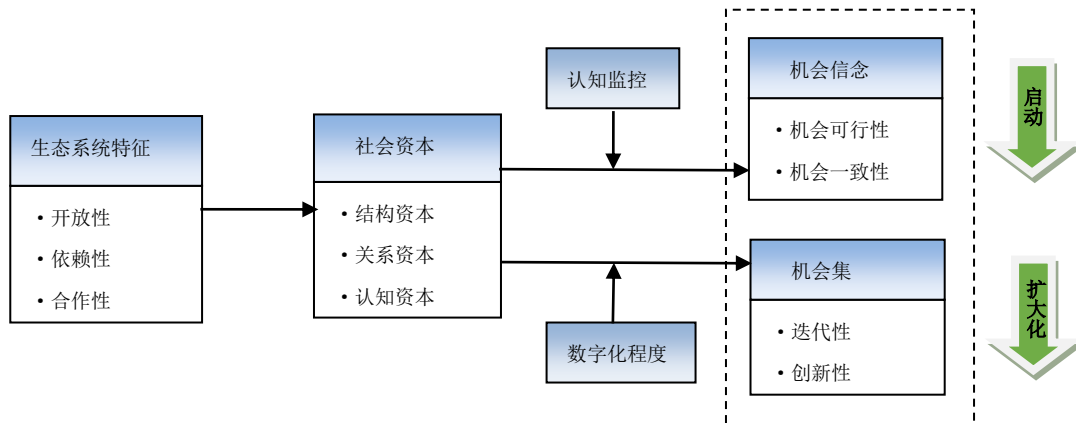 生态系统特征
·开放性
·依赖性
·合作性
社会资本
·结构资本
·关系资本
·认知资本
认知监控
数字化程度
机会信念
·机会可行性
·机会一致性
机会集
·迭代性
·创新性
启动
扩大化